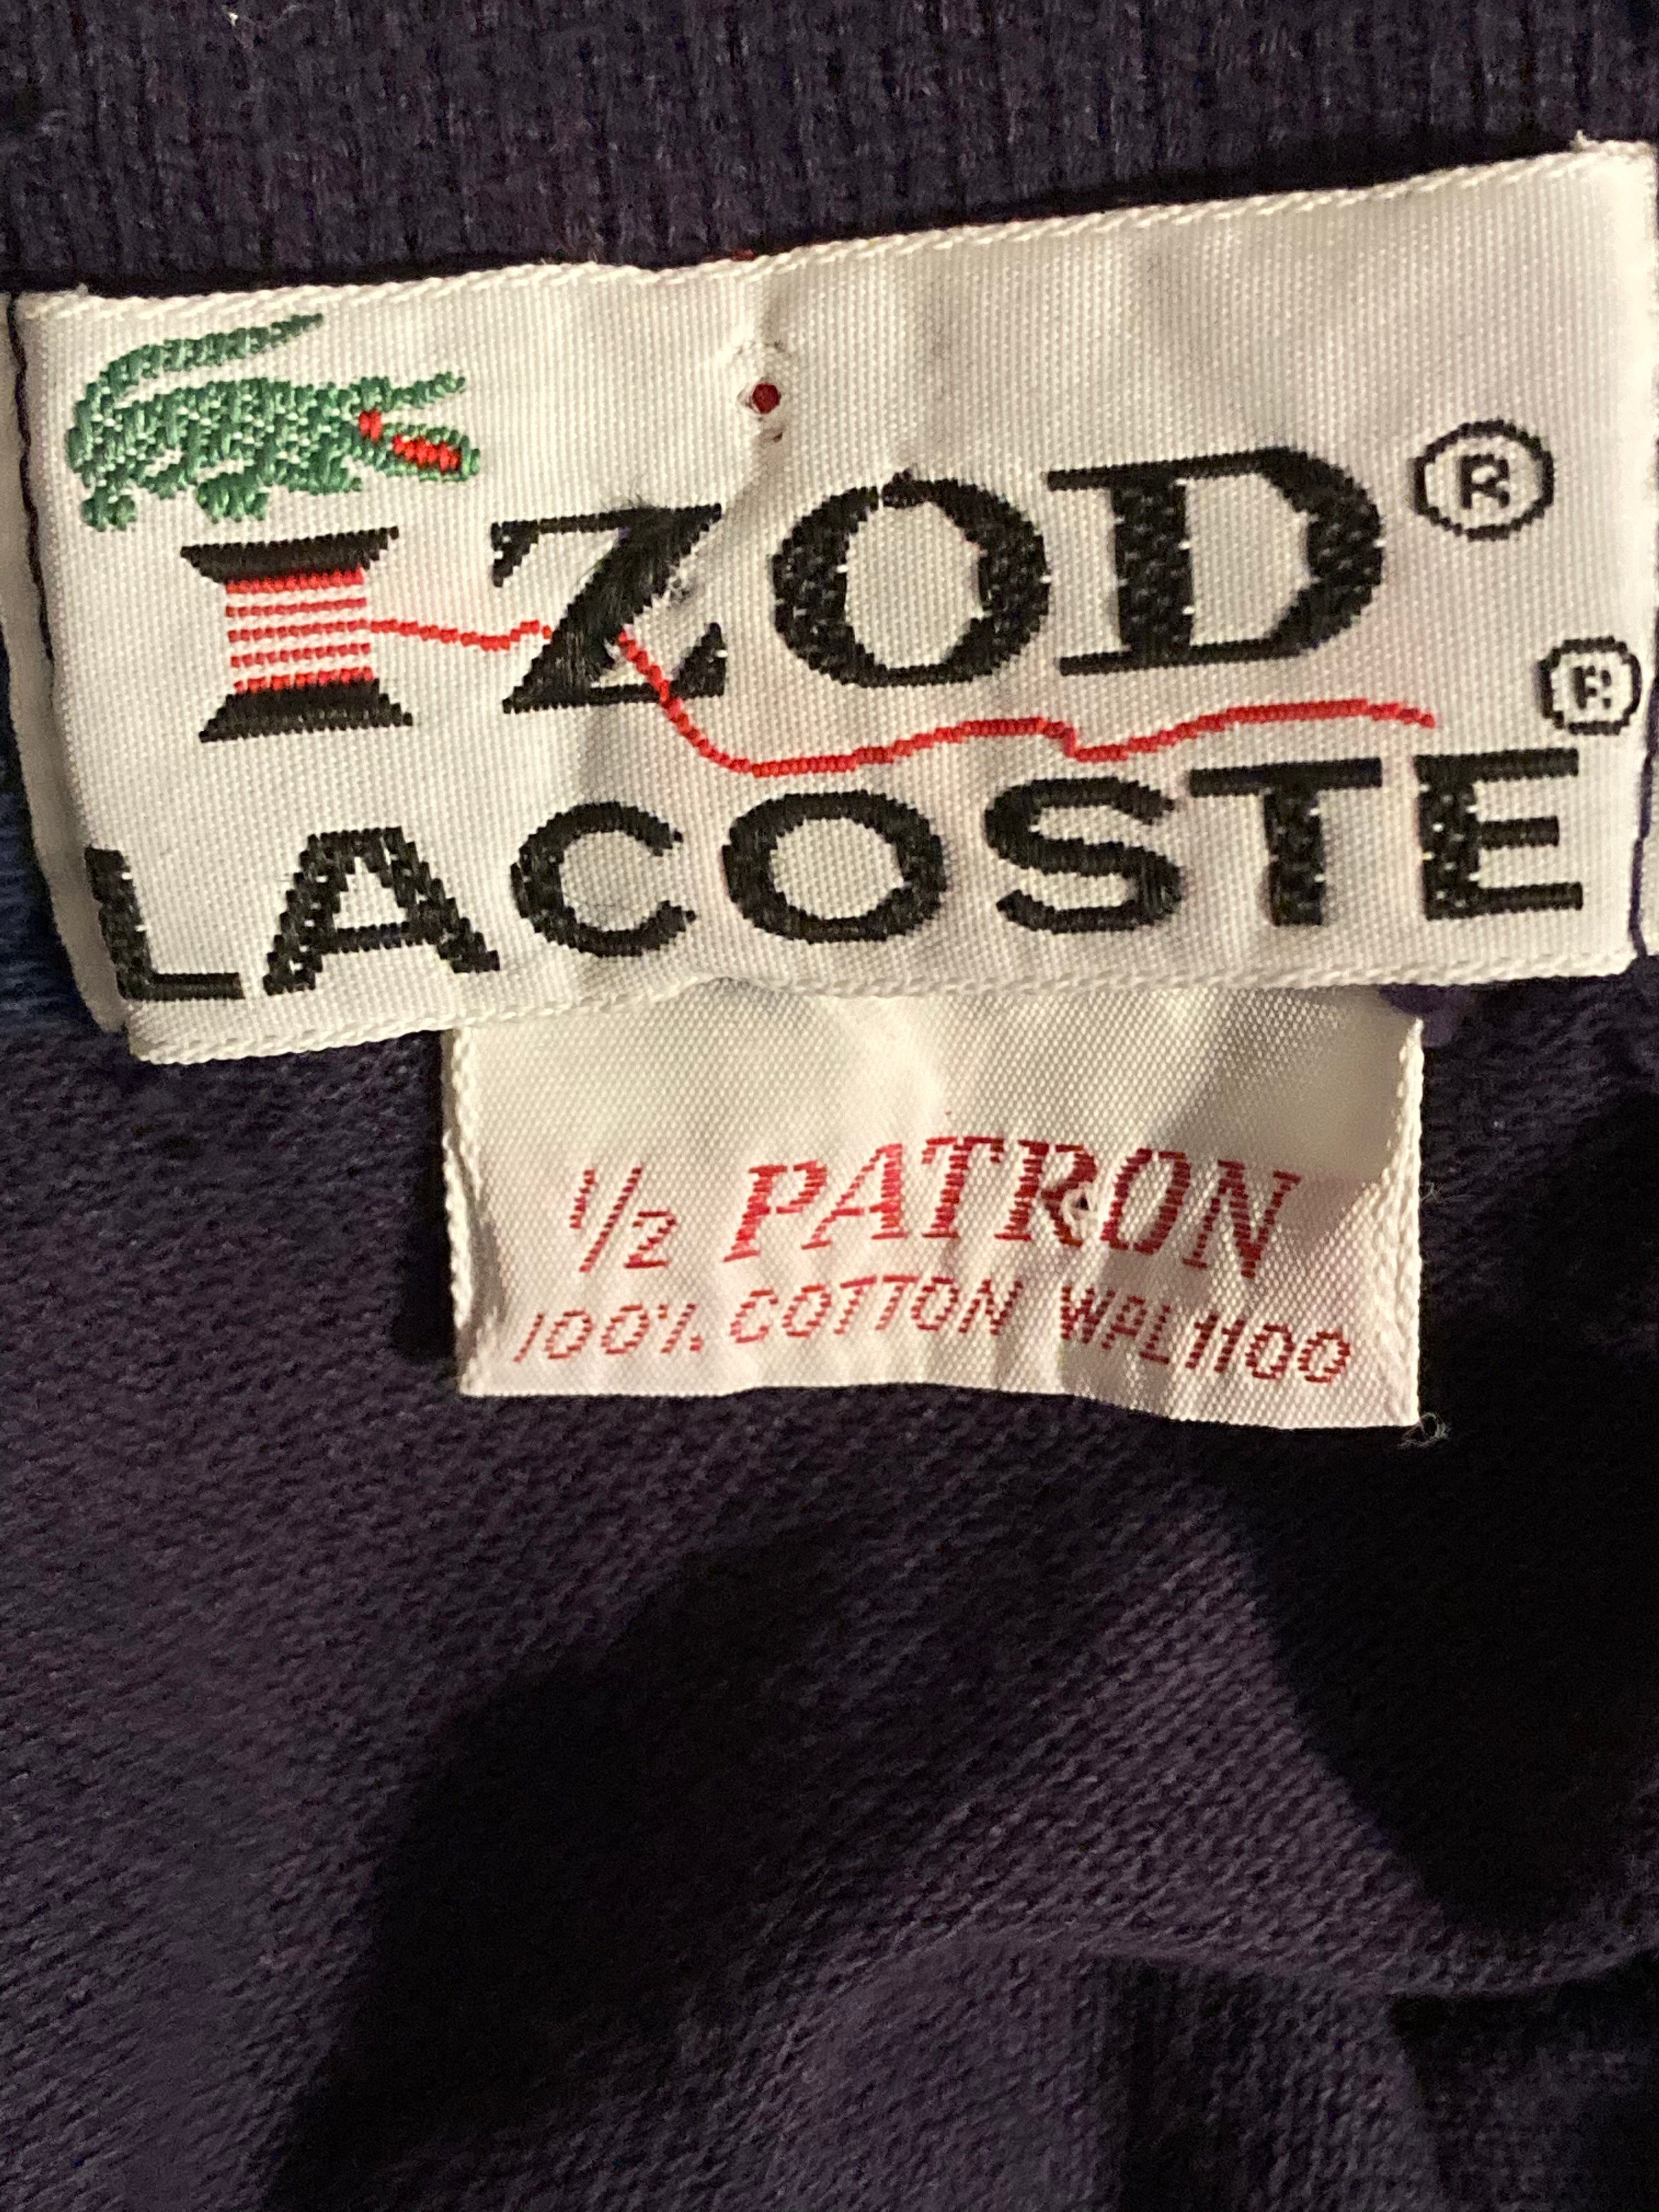 IZOD®
LACOSTE®
1/2 PATRON
100% COTTON WPL1100